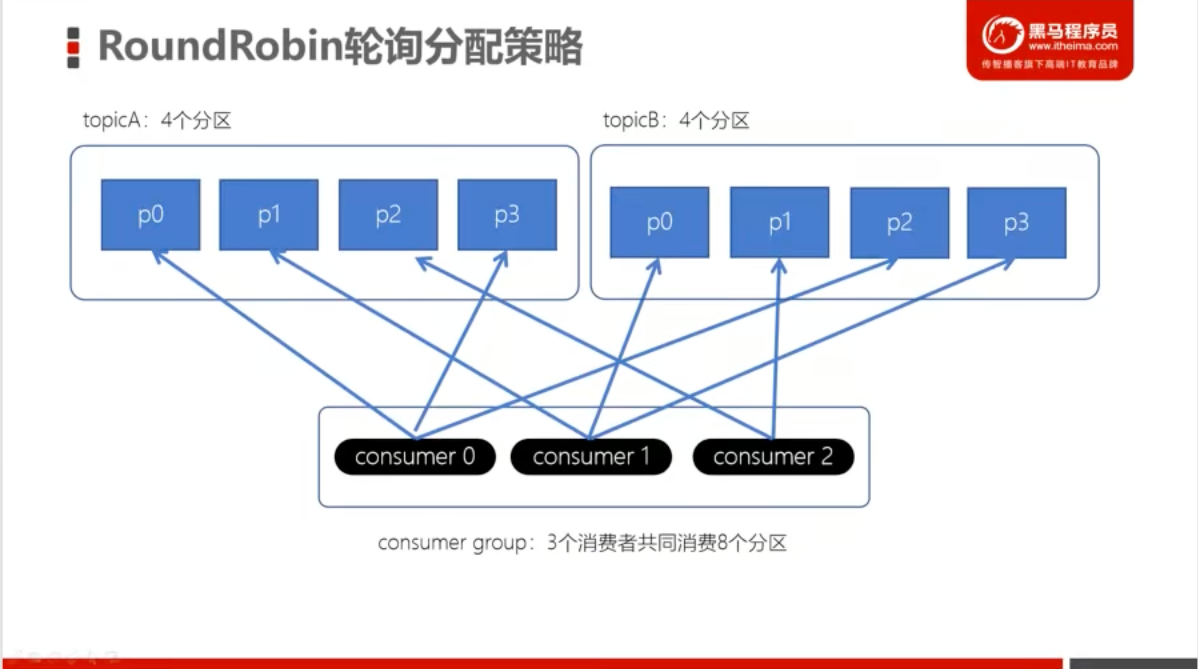 RoundRobin轮询分配策略
黑马程序员
www.itheima.com
传智播客旗下高端IT教育品牌
topicA：4个分区
topicB：4个分区
p0 p1 p2 p3
p0 p1 p2 p3
consumer 0 consumer 1 consumer 2
consumer group：3个消费者共同消费8个分区